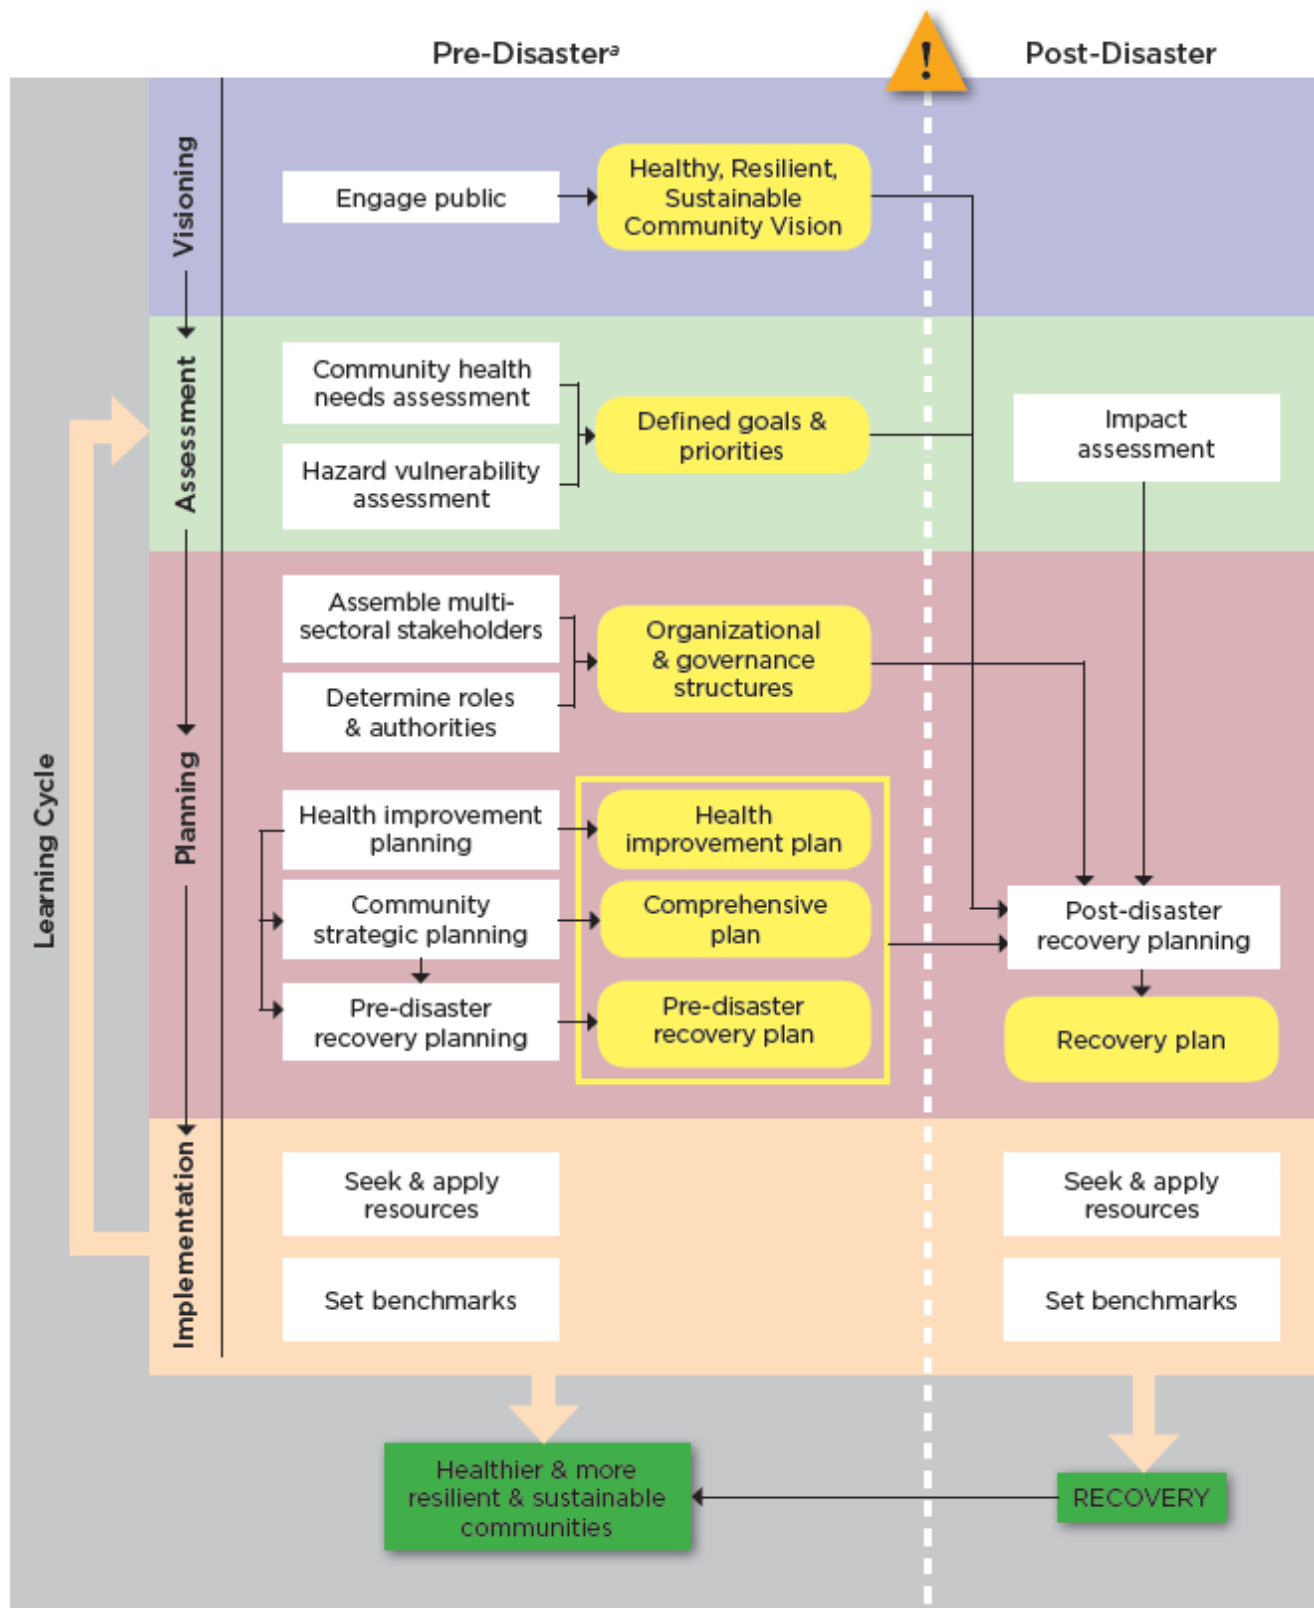 Pre-Disasterᵃ
!
Post-Disaster
Learning Cycle
Visioning
Engage public
Healthy, Resilient,
Sustainable
Community Vision
Assessment
Community health
needs assessment
Hazard vulnerability
assessment
Defined goals &
priorities
Impact
assessment
Planning
Assemble multi-
sectoral stakeholders
Determine roles
& authorities
Organizational
& governance
structures
Health improvement
planning
Health
improvement plan
Community
strategic planning
Comprehensive
plan
Pre-disaster
recovery planning
Pre-disaster
recovery plan
Post-disaster
recovery planning
Recovery plan
Implementation
Seek & apply
resources
Set benchmarks
Seek & apply
resources
Set benchmarks
Healthier & more
resilient & sustainable
communities
RECOVERY